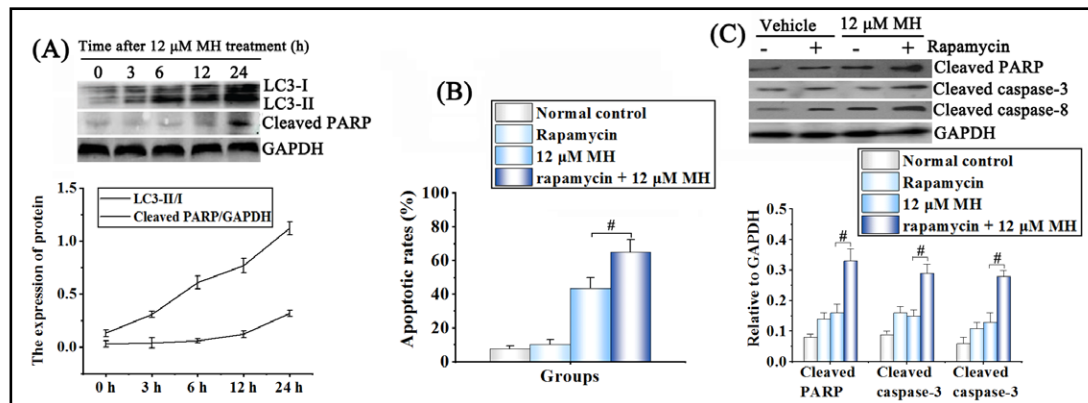 (A)
Time after 12 μM MH treatment (h)
0 3 6 12 24
LC3-I
LC3-II
Cleaved PARP
GAPDH
LC3-II/I
Cleaved PARP/GAPDH
The expression of protein
1.5
1.0
0.5
0.0
0 h 3 h 6 h 12 h 24 h
(B)
Normal control
Rapamycin
12 μM MH
rapamycin + 12 μM MH
Apoptotic rates (%)
100
80
60
40
20
0
#
Groups
(C)
Vehicle 12 μM MH
- + - + Rapamycin
Cleaved PARP
Cleaved caspase-3
Cleaved caspase-8
GAPDH
Normal control
Rapamycin
12 μM MH
rapamycin + 12 μM MH
Relative to GAPDH
0.5
0.4
0.3
0.2
0.1
0.0
# # #
Cleaved Cleaved Cleaved
PARP caspase-3 caspase-3